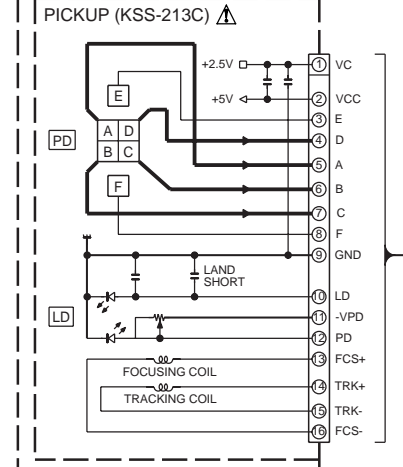 PICKUP (KSS-213C)
+2.5V 1 VC
+5V 2 VCC
E 3 E
PD A D 4 D
B C 5 A
6 B
F 7 C
8 F
9 GND
LAND
SHORT
10 LD
LD 11 -VPD
12 PD
13 FCS+
FOCUSING COIL
14 TRK+
TRACKING COIL
15 TRK-
16 FCS-